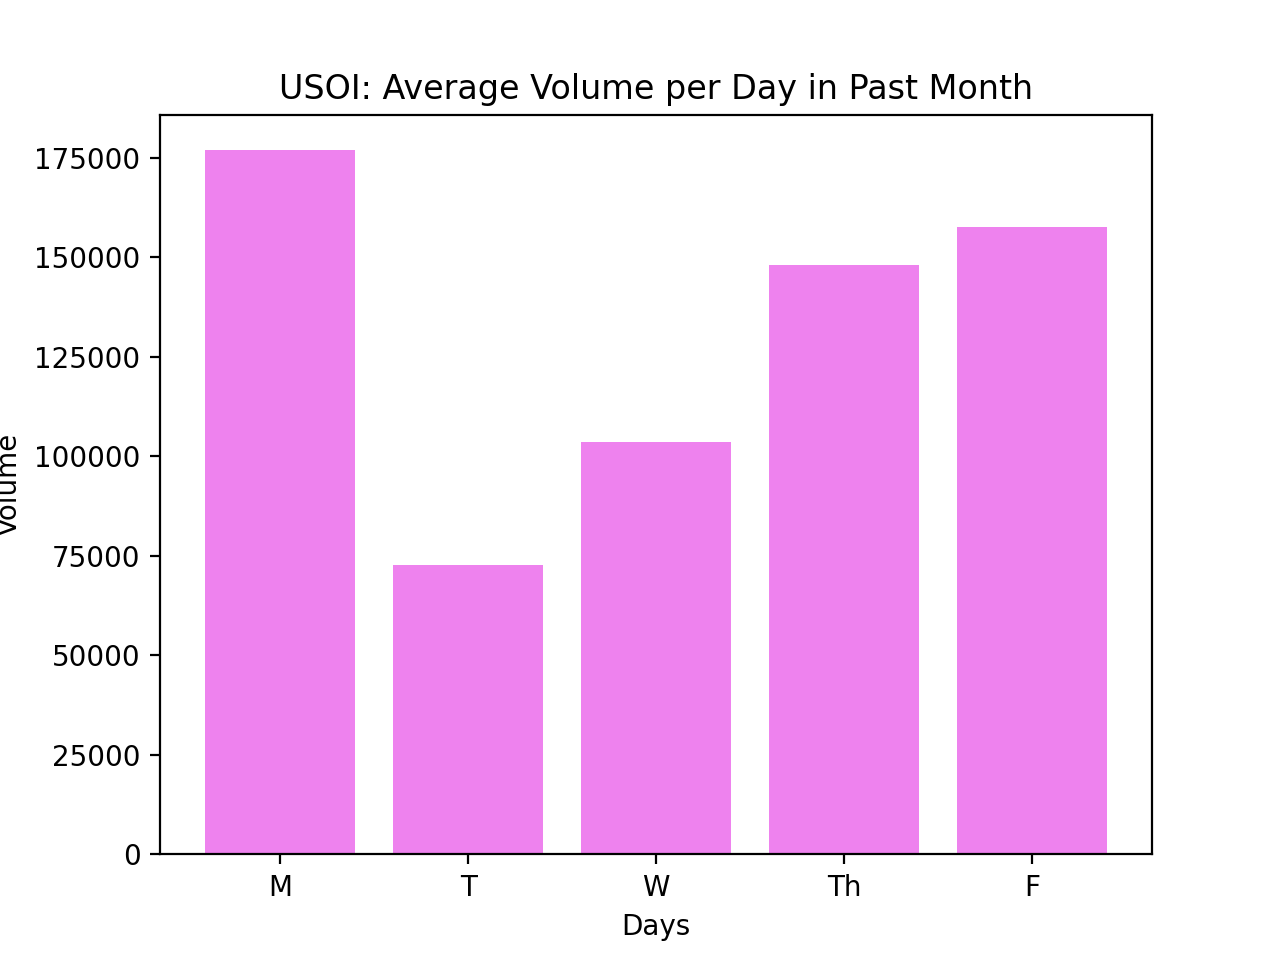 USOI: Average Volume per Day in Past Month
175000
150000
125000
100000
75000
50000
25000
0
Volume
M T W Th F
Days